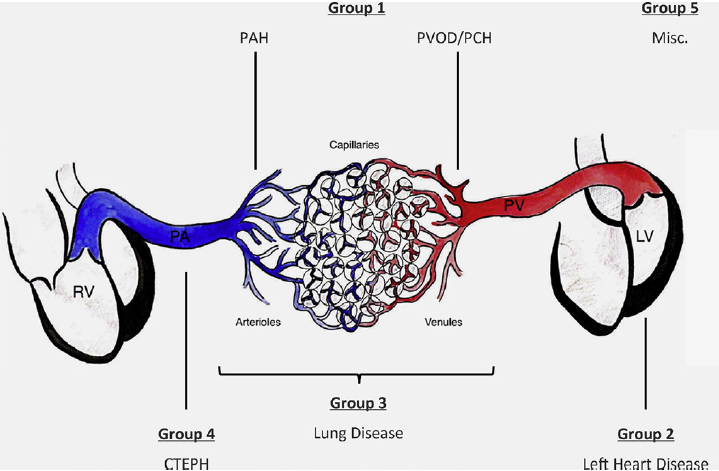 Group 1
Group 5
PAH
PVOD/PCH
Misc.
Capillaries
PA
PV
LV
RV
Arterioles
Venules
Group 3
Lung Disease
Group 4
CTEPH
Group 2
Left Heart Disease